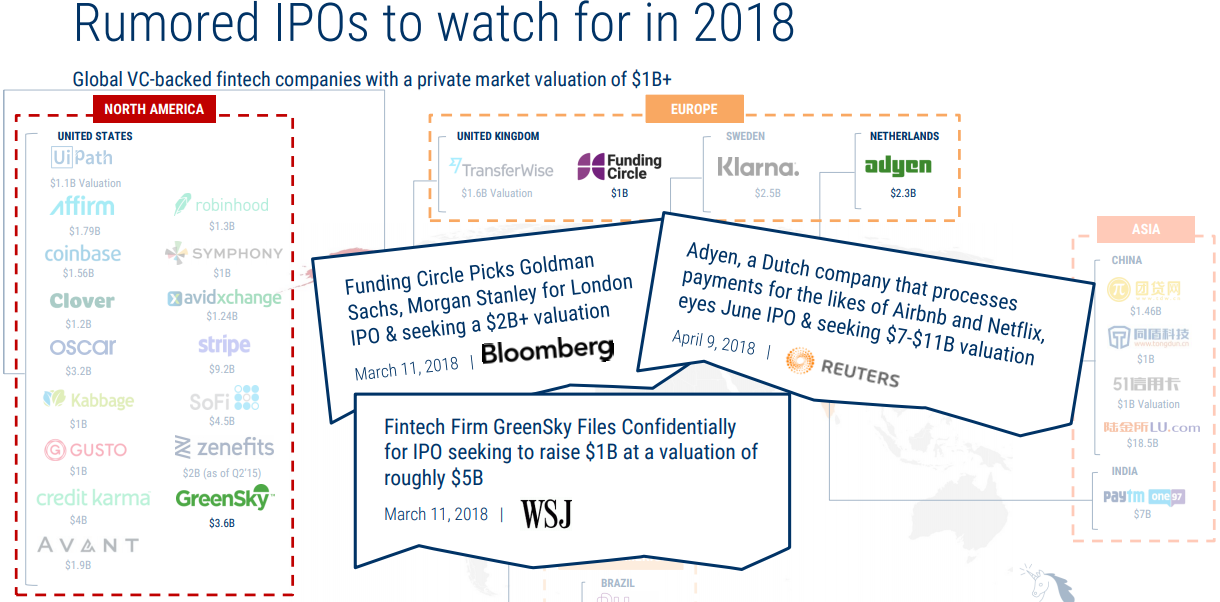 Rumored IPOs to watch for in 2018
Global VC-backed fintech companies with a private market valuation of $1B+
NORTH AMERICA
UNITED STATES
UiPath
$1.1B Valuation
affirm
$1.79B
robinhood
$1.3B
coinbase
$1.56B
SYMPHONY
$1B
Clover
$1.2B
avidxchange
$1.24B
oscar
$3.2B
stripe
$9.2B
Kabbage
$1B
SoFi
$4.5B
GUSTO
$1B
zenefits
$2B (as of Q2'15)
credit karma
$4B
GreenSky™
$3.6B
AVANT
$1.9B
EUROPE
UNITED KINGDOM
TransferWise
$1.6B Valuation
Funding
Circle
$1B
SWEDEN
Klarna.
$2.5B
NETHERLANDS
adyen
$2.3B
Funding Circle Picks Goldman
Sachs, Morgan Stanley for London
IPO & seeking a $2B+ valuation
March 11, 2018 | Bloomberg
Adyen, a Dutch company that processes
payments for the likes of Airbnb and Netflix,
eyes June IPO & seeking $7-$11B valuation
April 9, 2018 | REUTERS
Fintech Firm GreenSky Files Confidentially
for IPO seeking to raise $1B at a valuation of
roughly $5B
March 11, 2018 | WSJ
ASIA
CHINA
团贷网
$1.46B
同盾科技
$1B
51信用卡
$1B Valuation
陆金所LU.com
$18.5B
INDIA
paytm one97
$7B
BRAZIL